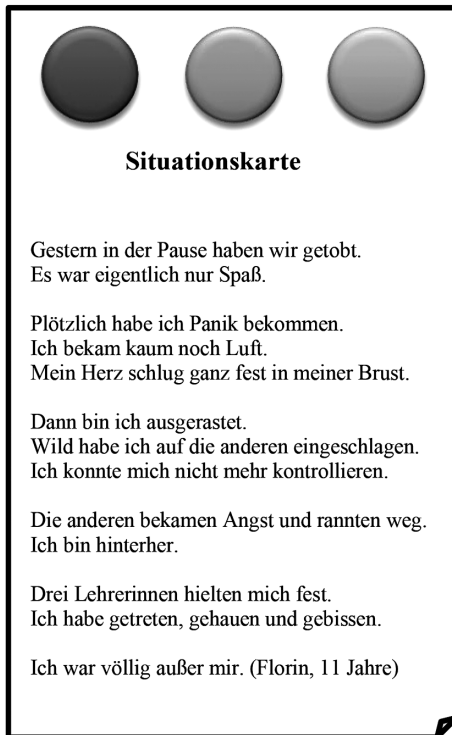 Situationskarte
Gestern in der Pause haben wir getobt.
Es war eigentlich nur Spaß.
Plötzlich habe ich Panik bekommen.
Ich bekam kaum noch Luft.
Mein Herz schlug ganz fest in meiner Brust.
Dann bin ich ausgerastet.
Wild habe ich auf die anderen eingeschlagen.
Ich konnte mich nicht mehr kontrollieren.
Die anderen bekamen Angst und rannten weg.
Ich bin hinterher.
Drei Lehrerinnen hielten mich fest.
Ich habe getreten, gehauen und gebissen.
Ich war völlig außer mir. (Florin, 11 Jahre)